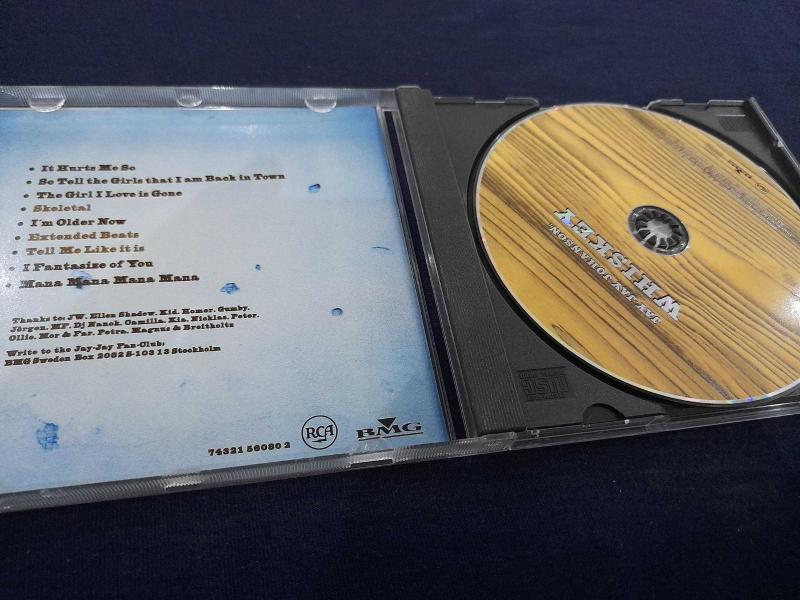 • It Hurts Me So
• So Tell the Girls that I am Back in Town
• The Girl I Love is Gone
• Skeletal
• I'm Older Now
• Extended Beats
• Tell Me Like it is
• I Fantasize of You
• Mana Mana Mana Mana
Thanks to: JW, Ellen Shadow, Kid, Homer, Gumby,
Jörgen, MP, Dj Nanok, Camilla, Kia, Nicklas, Peter,
Ollie, Mor & Far, Petra, Magnus & Breitholtz
Write to the Jay-Jay Fan-Club:
BMG Sweden Box 2082 S-103 13 Stockholm
74321 56080 2
RCA
BMG
JAY-JAY JOHANSON:
WHISKEY